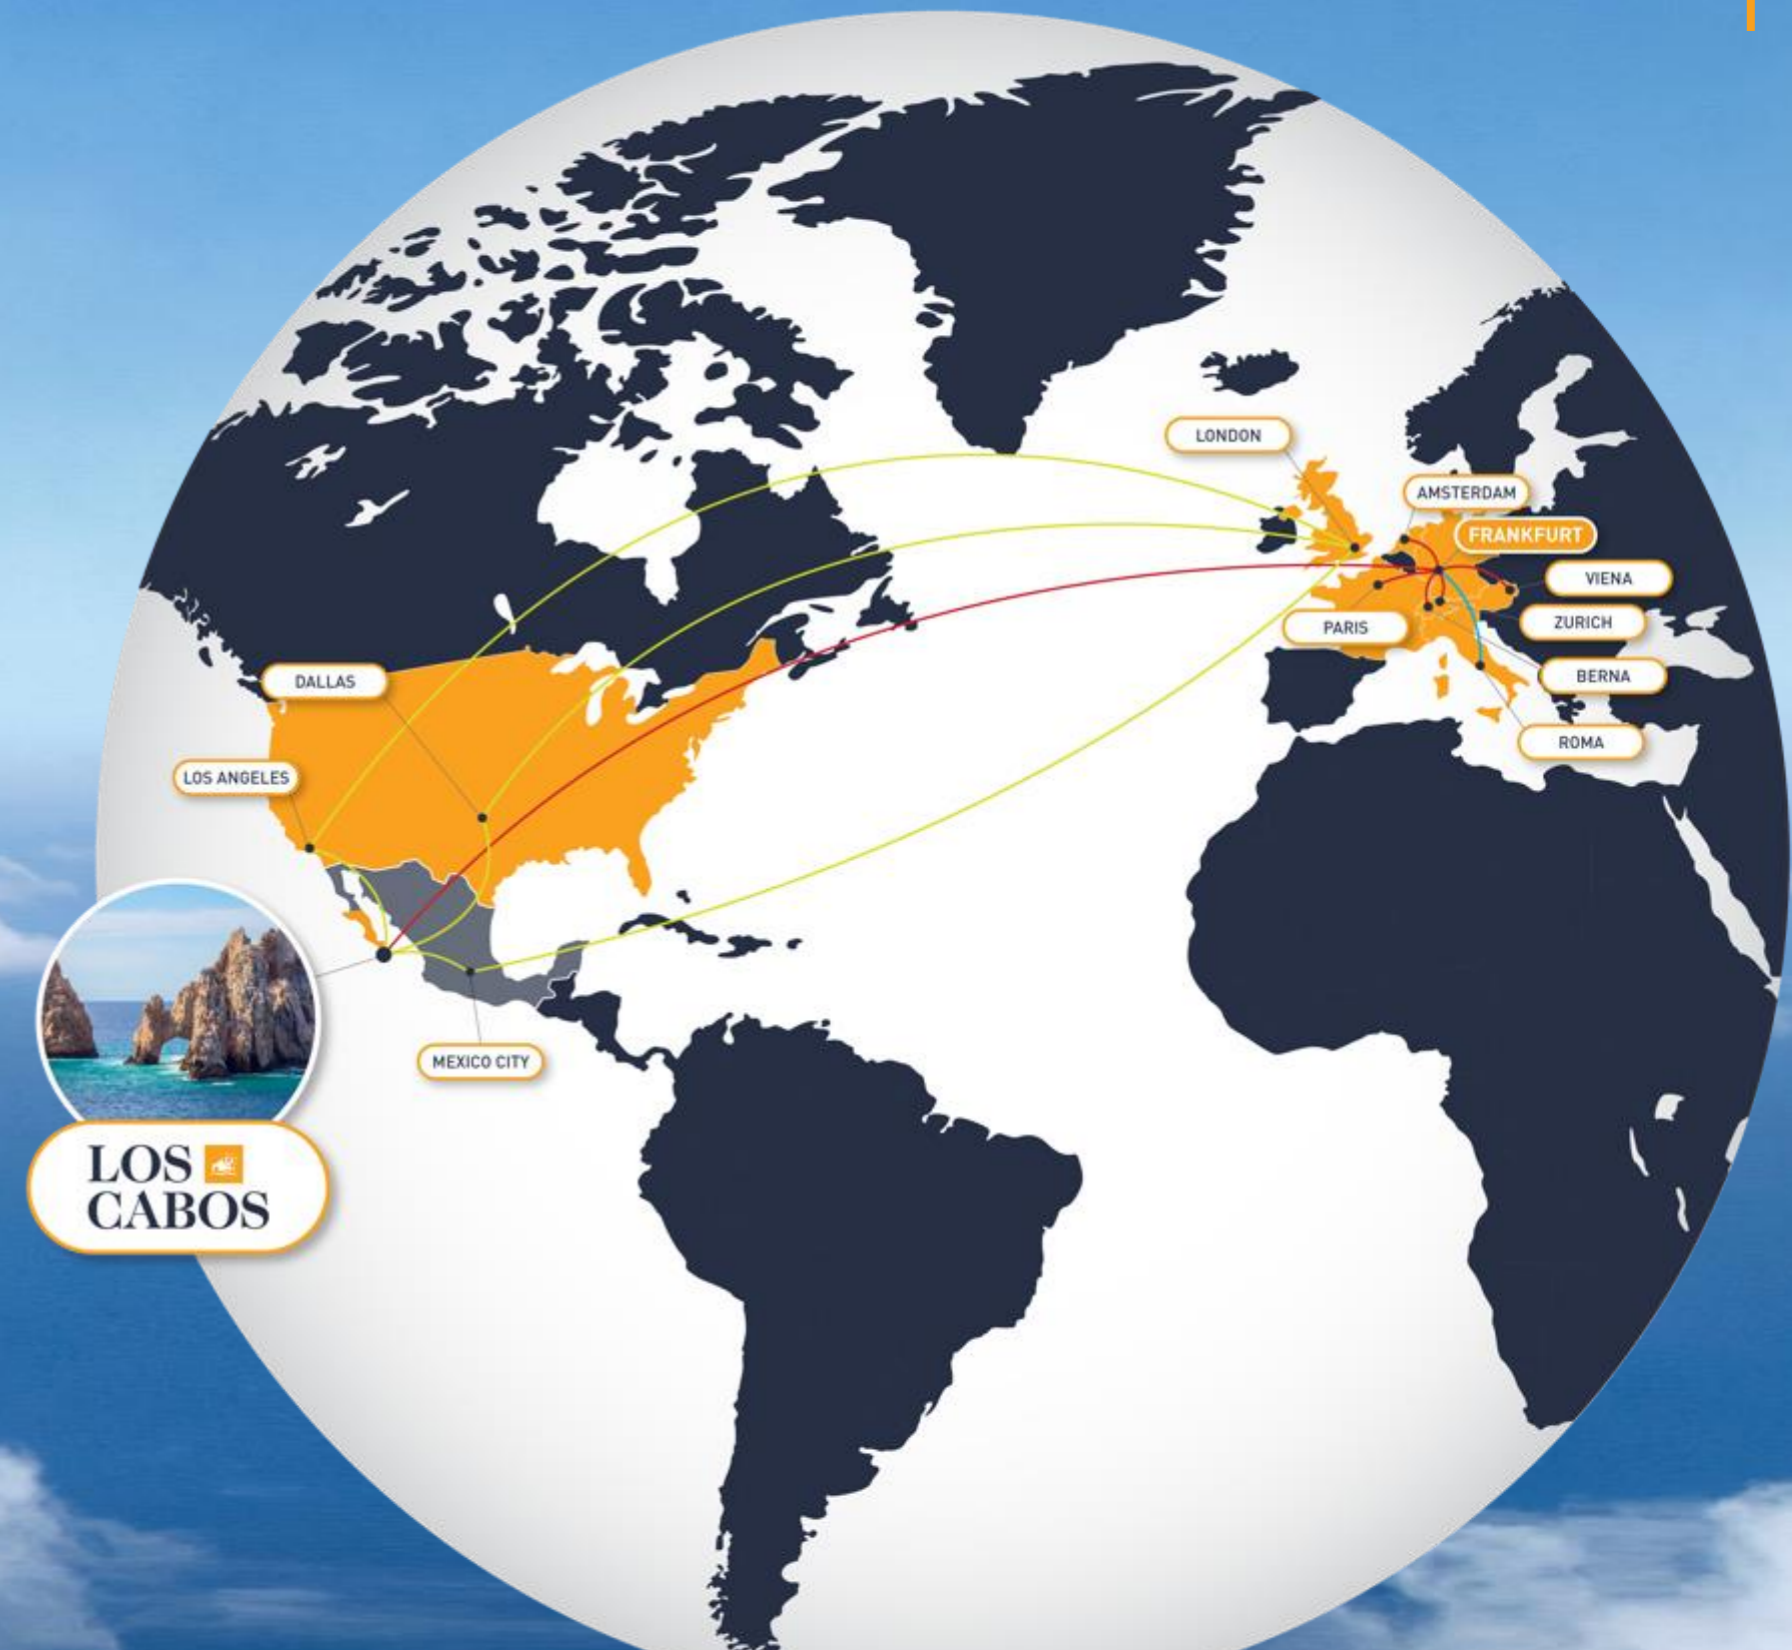 LONDON
AMSTERDAM
FRANKFURT
VIENA
PARIS
ZURICH
BERNA
ROMA
DALLAS
LOS ANGELES
MEXICO CITY
LOS
CABOS